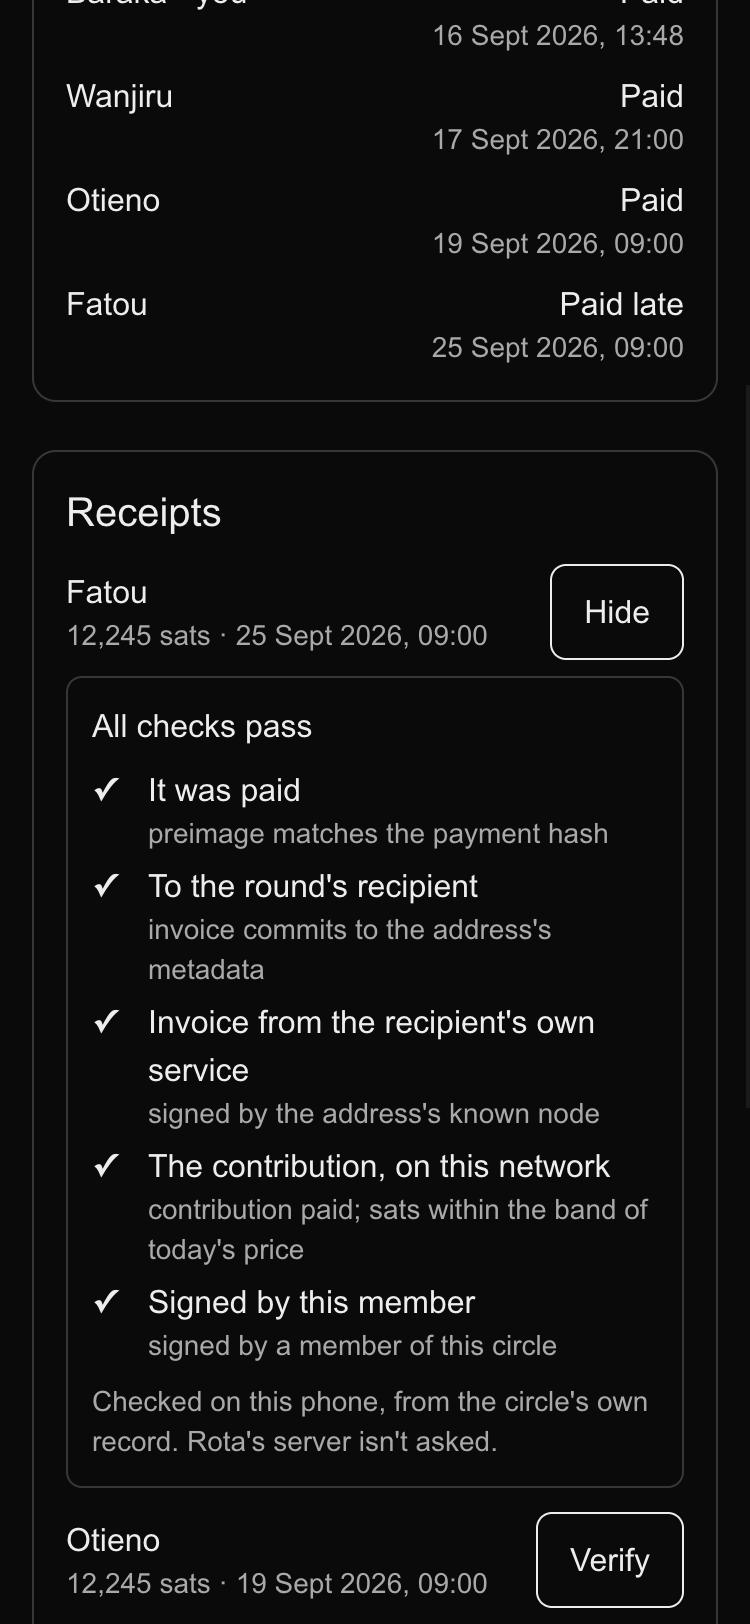 Baraka · you
Paid
16 Sept 2026, 13:48
Wanjiru
Paid
17 Sept 2026, 21:00
Otieno
Paid
19 Sept 2026, 09:00
Fatou
Paid late
25 Sept 2026, 09:00
Receipts
Fatou
12,245 sats · 25 Sept 2026, 09:00
Hide
All checks pass
✓ It was paid
preimage matches the payment hash
✓ To the round's recipient
invoice commits to the address's
metadata
✓ Invoice from the recipient's own
service
signed by the address's known node
✓ The contribution, on this network
contribution paid; sats within the band of
today's price
✓ Signed by this member
signed by a member of this circle
Checked on this phone, from the circle's own
record. Rota's server isn't asked.
Otieno
12,245 sats · 19 Sept 2026, 09:00
Verify